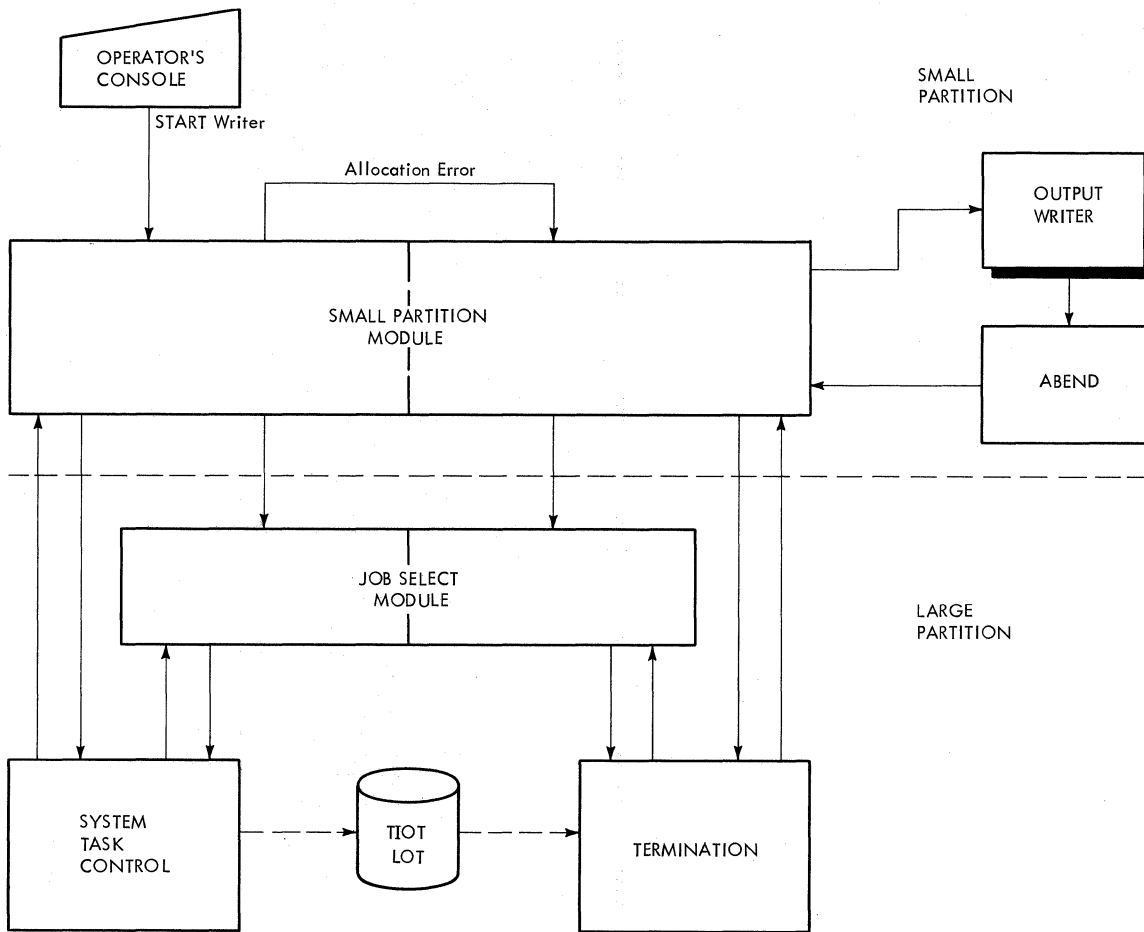 OPERATOR'S
CONSOLE
START Writer
SMALL
PARTITION
Allocation Error
OUTPUT
WRITER
SMALL PARTITION
MODULE
ABEND
JOB SELECT
MODULE
LARGE
PARTITION
SYSTEM
TASK
CONTROL
TIOT
LOT
TERMINATION